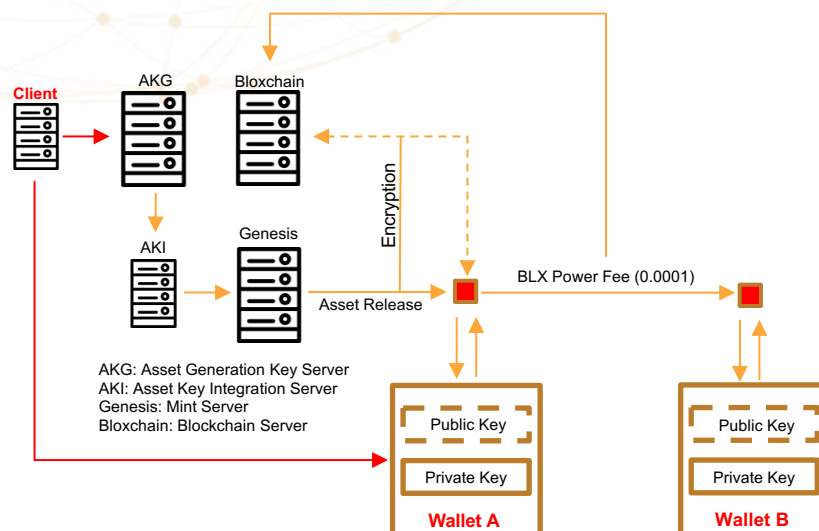 AKG
Bloxchain
Client
Encryption
AKI
Genesis
BLX Power Fee (0.0001)
Asset Release
AKG: Asset Generation Key Server
AKI: Asset Key Integration Server
Genesis: Mint Server
Bloxchain: Blockchain Server
Public Key
Private Key
Wallet A
Public Key
Private Key
Wallet B